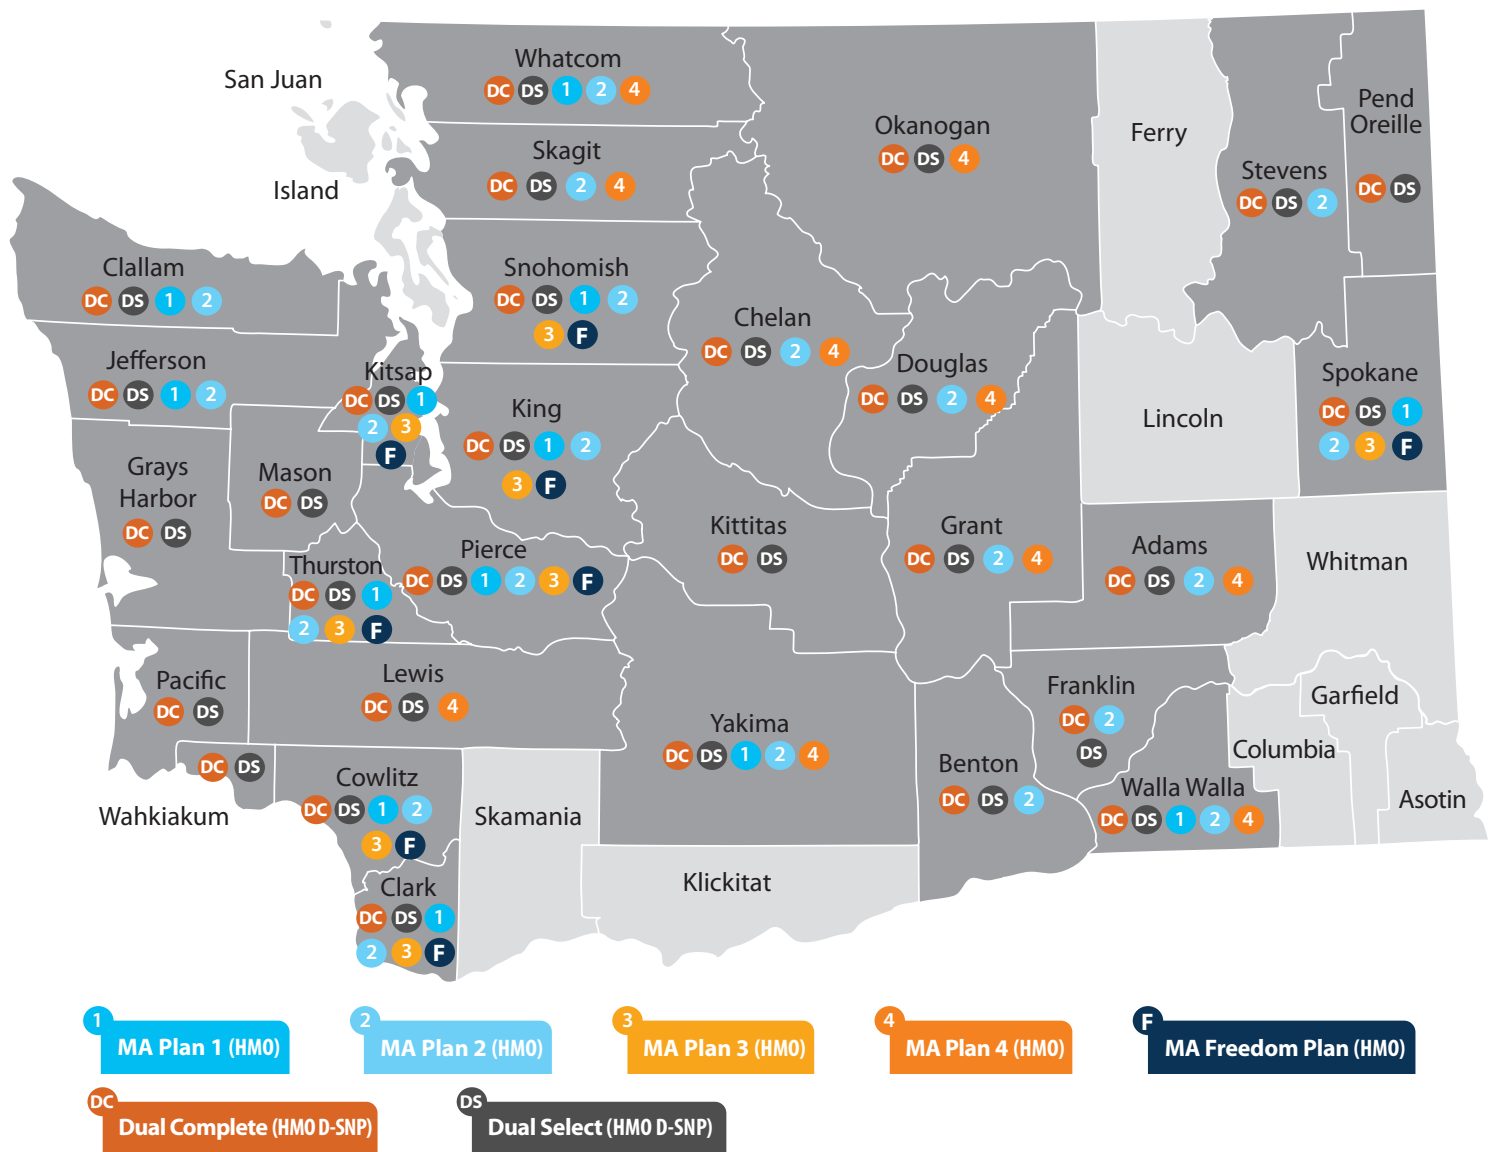 Whatcom
DC DS 1 2 4
San Juan
Skagit
DC DS 2 4
Island
Okanogan
DC DS 4
Ferry
Stevens
DC DS 2
Pend
Oreille
DC DS
Clallam
DC DS 1 2
Snohomish
DC DS 1 2
3 F
Chelan
DC DS 2 4
Jefferson
DC DS 1 2
Kitsap
DC DS 1
2 3
F
King
DC DS 1 2
3 F
Douglas
DC DS 2 4
Lincoln
Spokane
DC DS 1
2 3 F
Grays
Harbor
DC DS
Mason
DC DS
Thurston
DC DS 1
2 3 F
Pierce
DC DS 1 2 3 F
Kittitas
DC DS
Grant
DC DS 2 4
Adams
DC DS 2 4
Whitman
Pacific
DC DS
Lewis
DC DS 4
Yakima
DC DS 1 2 4
Franklin
DC 2
DS
Garfield
Columbia
Asotin
DC DS
Wahkiakum
Cowlitz
DC DS 1 2
3 F
Skamania
Benton
DC DS 2
Walla Walla
DC DS 1 2 4
Clark
DC DS 1
2 3 F
Klickitat
1 MA Plan 1 (HMO)
2 MA Plan 2 (HMO)
3 MA Plan 3 (HMO)
4 MA Plan 4 (HMO)
F MA Freedom Plan (HMO)
DC Dual Complete (HMO D-SNP)
DS Dual Select (HMO D-SNP)